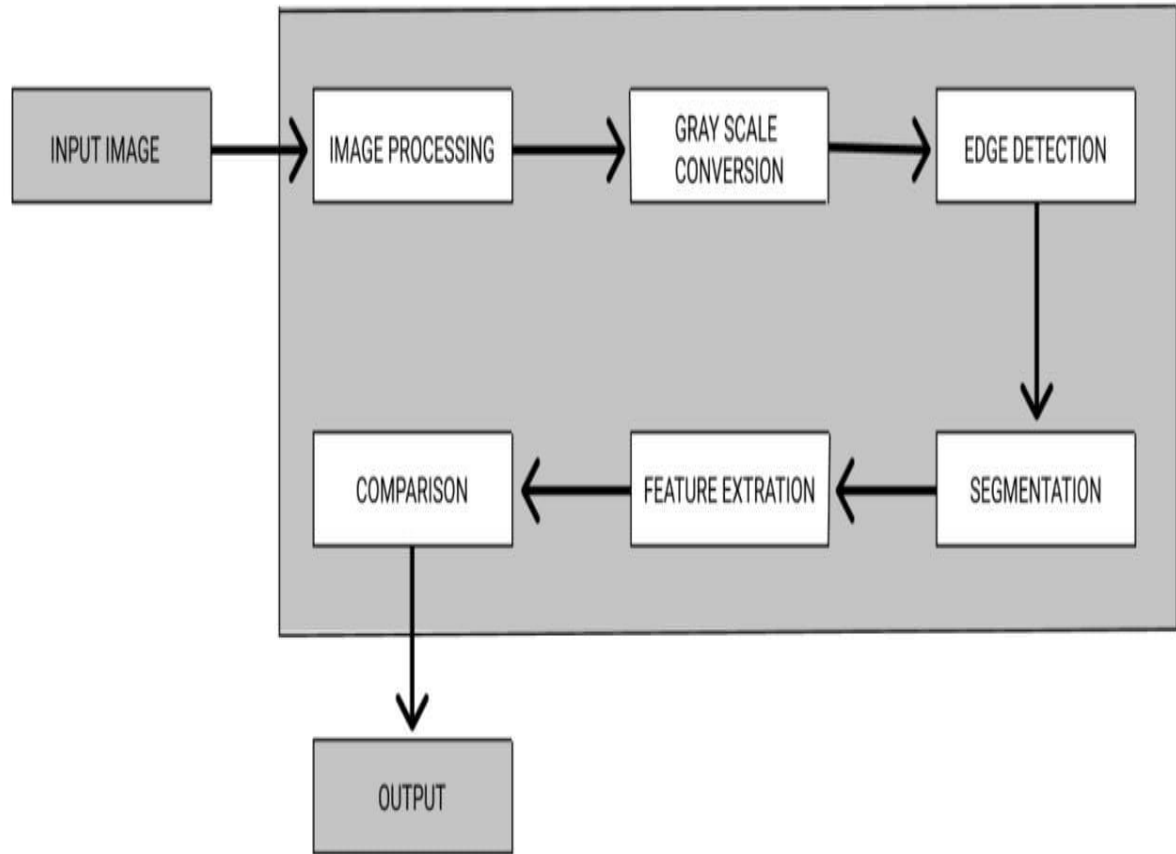 INPUT IMAGE
IMAGE PROCESSING
GRAY SCALE
CONVERSION
EDGE DETECTION
SEGMENTATION
FEATURE EXTRATION
COMPARISON
OUTPUT